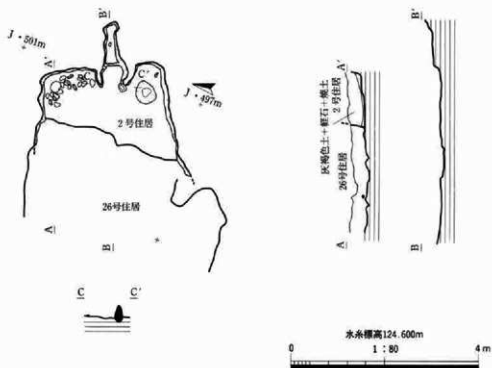 J・501m
A'
B'
C
C'
J・497m
2号住居
26号住居
A
B
C
C'
A'
灰褐色土＋軽石＋焼土
2号住居
26号住居
A
B'
B
水糸標高124.600m
0
1：80
4m